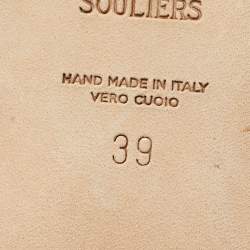 SOULIERS
HAND MADE IN ITALY
VERO CUOIO
39